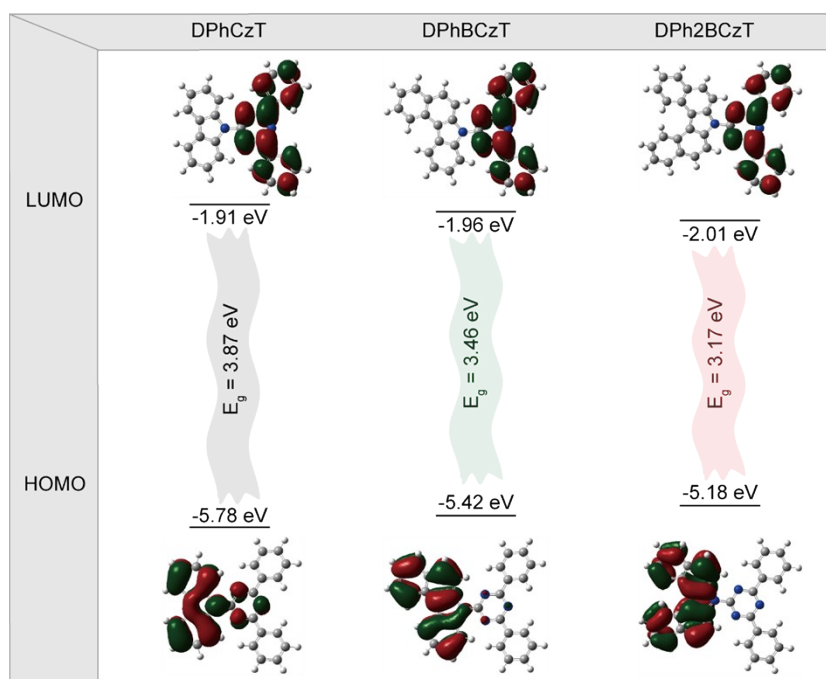 DPhCzT DPhBCzT DPh2BCzT
LUMO
-1.91 eV -1.96 eV -2.01 eV
Eg = 3.87 eV
Eg = 3.46 eV
Eg = 3.17 eV
HOMO
-5.78 eV -5.42 eV -5.18 eV